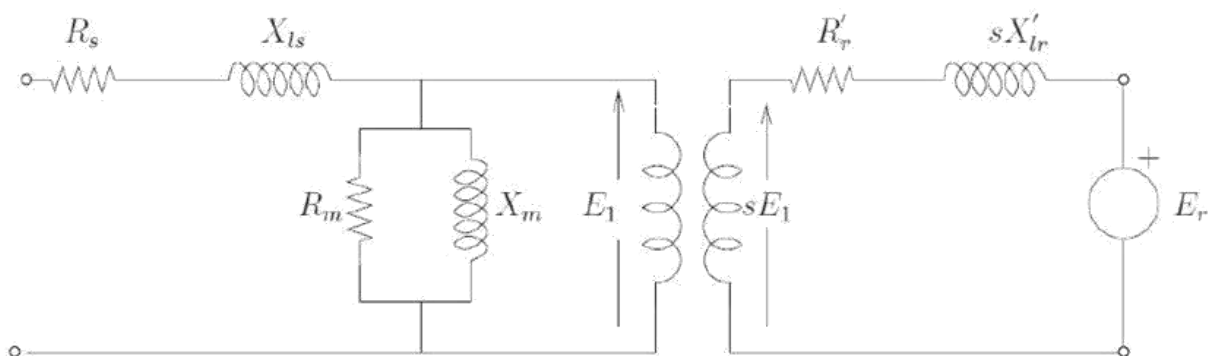 R_s X_{ls} R'_r sX'_{lr}
R_m X_m E_1 sE_1 + E_r